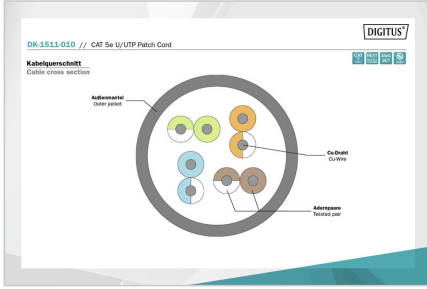 DIGITUS®
DK-1511-010 // CAT 5e U/UTP Patch Cord
Kabelquerschnitt
Cable cross section
Außenmantel
Outer jacket
Cu-Draht
Cu-Wire
Adernpaare
Twisted pair